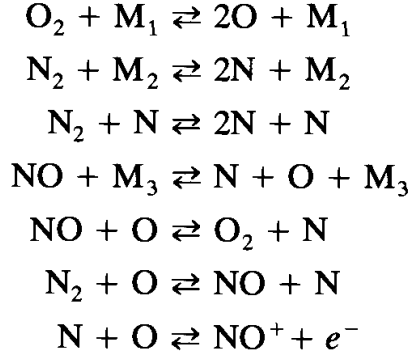 O₂ + M₁ ⇄ 2O + M₁
N₂ + M₂ ⇄ 2N + M₂
N₂ + N ⇄ 2N + N
NO + M₃ ⇄ N + O + M₃
NO + O ⇄ O₂ + N
N₂ + O ⇄ NO + N
N + O ⇄ NO⁺ + e⁻